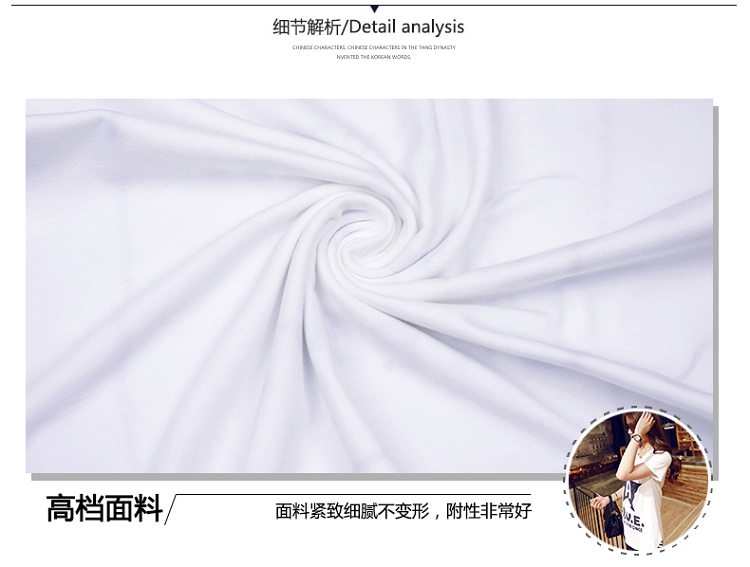 细节解析/Detail analysis
CHINESE CHARACTERS, CHINESE CHARACTERS IN THE TANG DYNASTY
NVENTED THE KOREAN WORDS,
高档面料
面料紧致细腻不变形，附性非常好